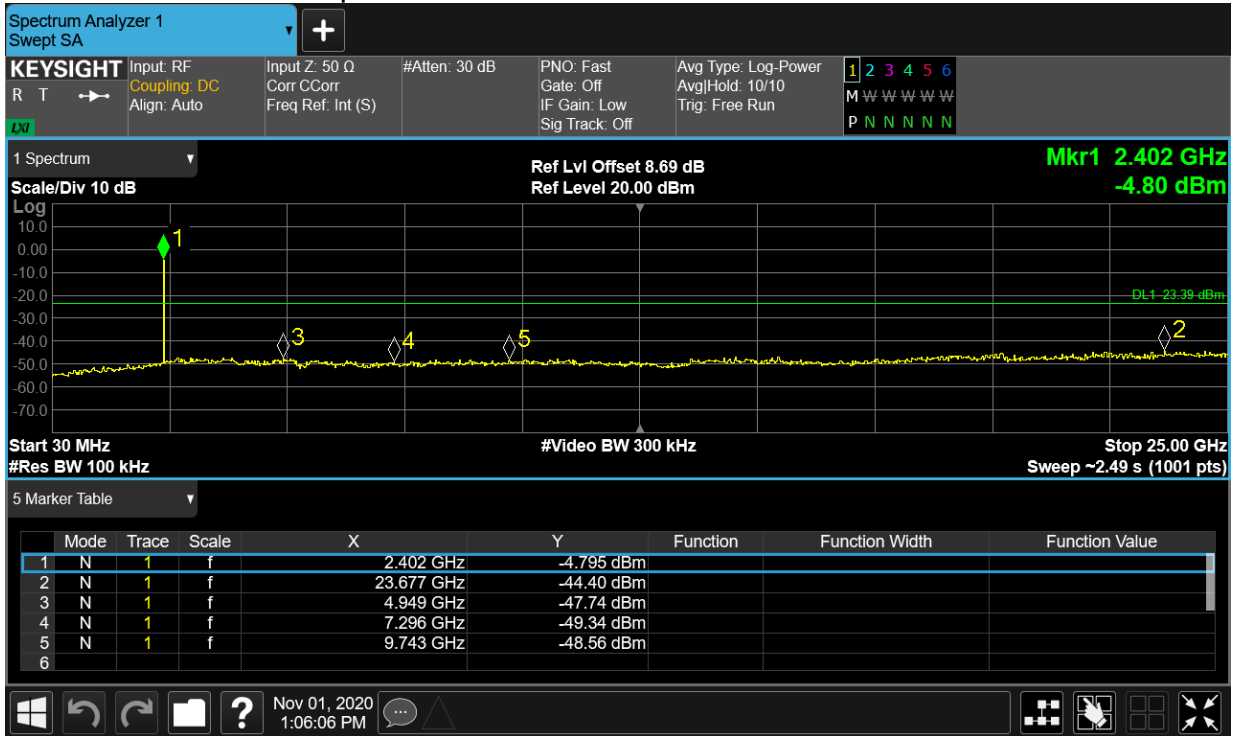 Spectrum Analyzer 1
Swept SA
+
KEYSIGHT
R T
LXI
Input: RF
Coupling: DC
Align: Auto
Input Z: 50 Ω
Corr CCorr
Freq Ref: Int (S)
#Atten: 30 dB
PNO: Fast
Gate: Off
IF Gain: Low
Sig Track: Off
Avg Type: Log-Power
Avg|Hold: 10/10
Trig: Free Run
1 2 3 4 5 6
M W W W W W
P N N N N N
1 Spectrum
Scale/Div 10 dB
Ref Lvl Offset 8.69 dB
Ref Level 20.00 dBm
Mkr1 2.402 GHz
-4.80 dBm
Log
10.0
0.00
-10.0
-20.0
-30.0
-40.0
-50.0
-60.0
-70.0
1
3
4
5
2
DL1 -23.39 dBm
Start 30 MHz
#Res BW 100 kHz
#Video BW 300 kHz
Stop 25.00 GHz
Sweep ~2.49 s (1001 pts)
5 Marker Table
Mode Trace Scale X Y Function Function Width Function Value
1 N 1 f 2.402 GHz -4.795 dBm
2 N 1 f 23.677 GHz -44.40 dBm
3 N 1 f 4.949 GHz -47.74 dBm
4 N 1 f 7.296 GHz -49.34 dBm
5 N 1 f 9.743 GHz -48.56 dBm
6
?
Nov 01, 2020
1:06:06 PM